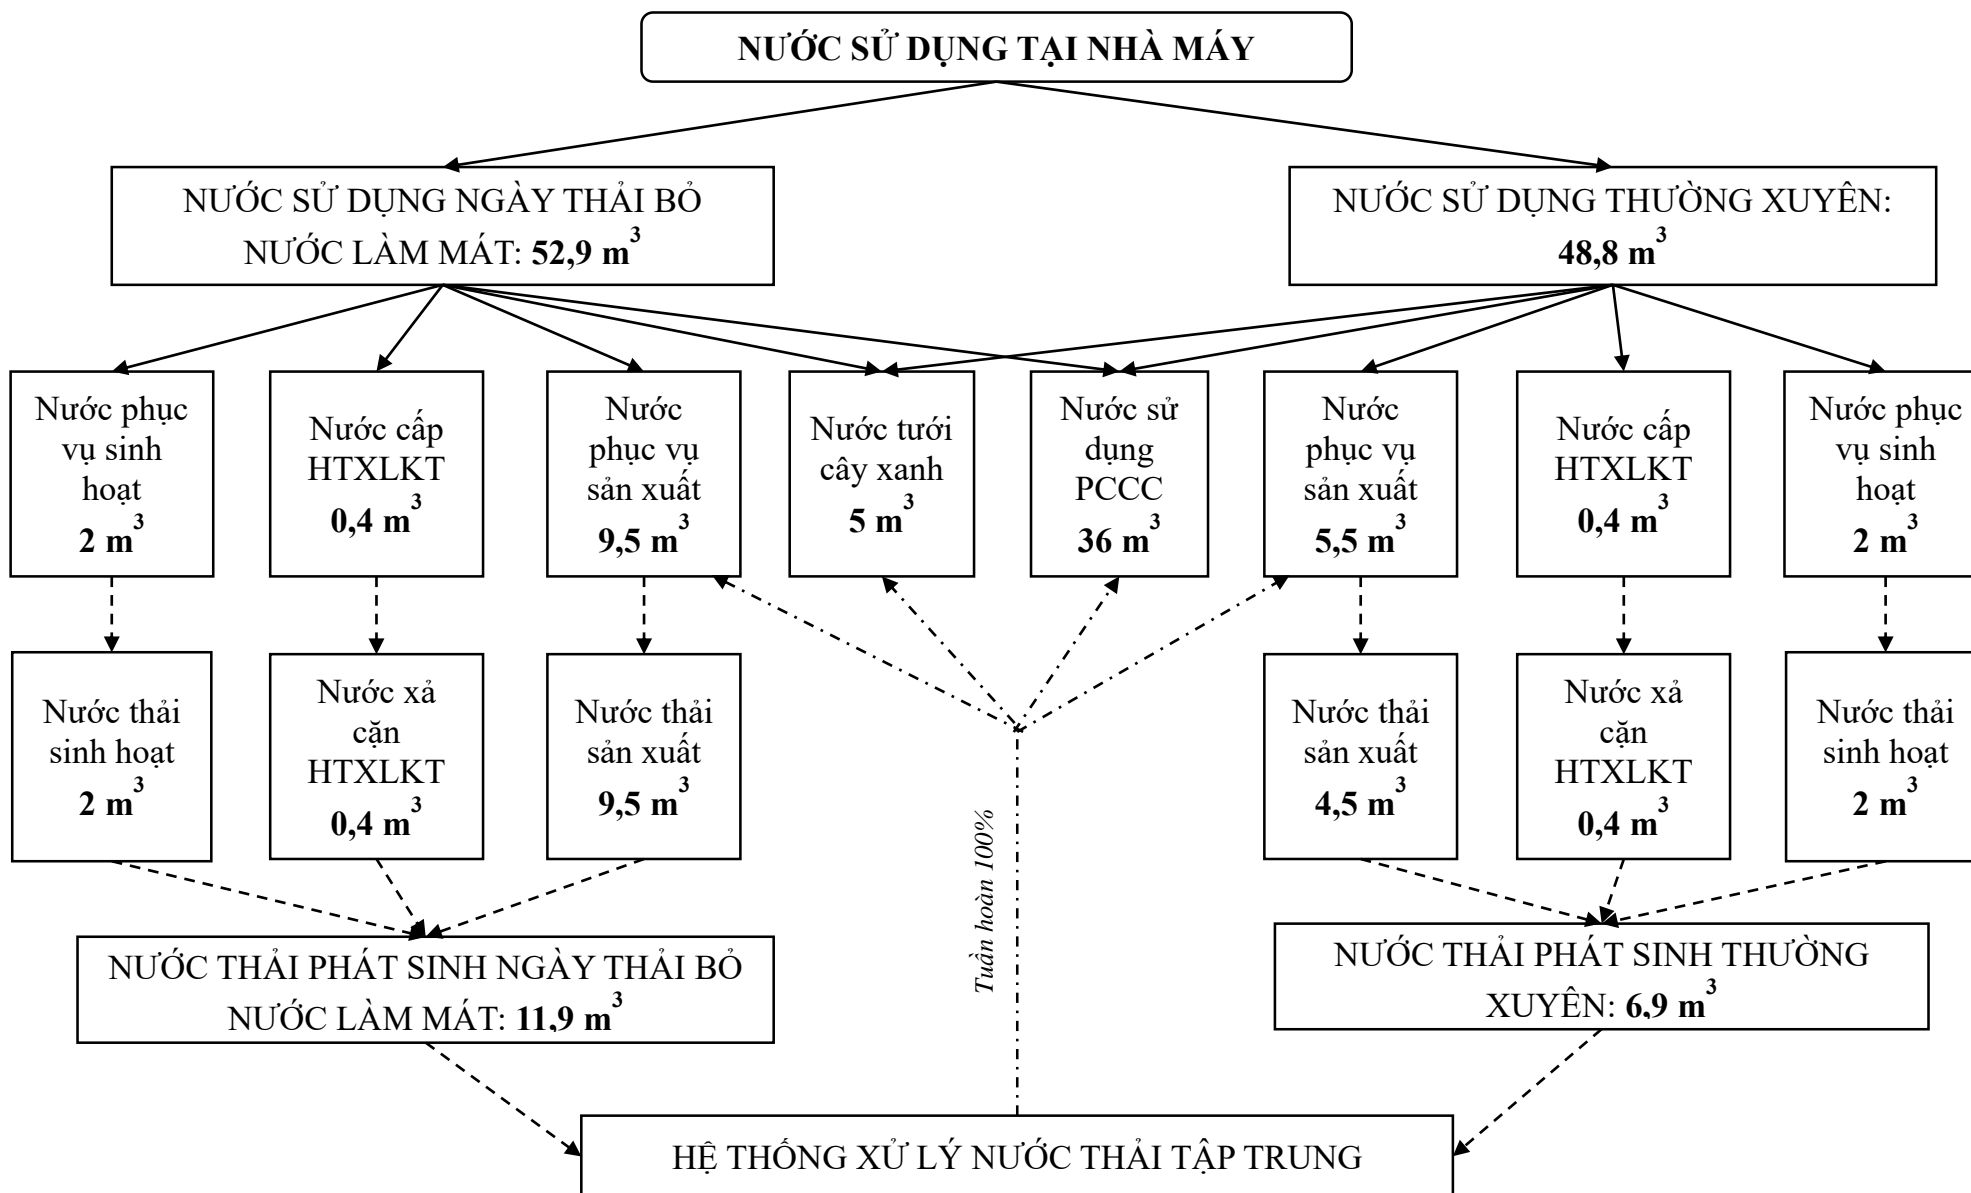 NƯỚC SỬ DỤNG TẠI NHÀ MÁY
NƯỚC SỬ DỤNG NGÀY THẢI BỎ
NƯỚC LÀM MÁT: 52,9 m³
NƯỚC SỬ DỤNG THƯỜNG XUYÊN:
48,8 m³
Nước phục
vụ sinh
hoạt
2 m³
Nước cấp
HTXLKT
0,4 m³
Nước
phục vụ
sản xuất
9,5 m³
Nước tưới
cây xanh
5 m³
Nước sử
dụng
PCCC
36 m³
Nước
phục vụ
sản xuất
5,5 m³
Nước cấp
HTXLKT
0,4 m³
Nước phục
vụ sinh
hoạt
2 m³
Nước thải
sinh hoạt
2 m³
Nước xả
cặn
HTXLKT
0,4 m³
Nước thải
sản xuất
9,5 m³
Nước thải
sản xuất
4,5 m³
Nước xả
cặn
HTXLKT
0,4 m³
Nước thải
sinh hoạt
2 m³
Tuần hoàn 100%
NƯỚC THẢI PHÁT SINH NGÀY THẢI BỎ
NƯỚC LÀM MÁT: 11,9 m³
NƯỚC THẢI PHÁT SINH THƯỜNG
XUYÊN: 6,9 m³
HỆ THỐNG XỬ LÝ NƯỚC THẢI TẬP TRUNG